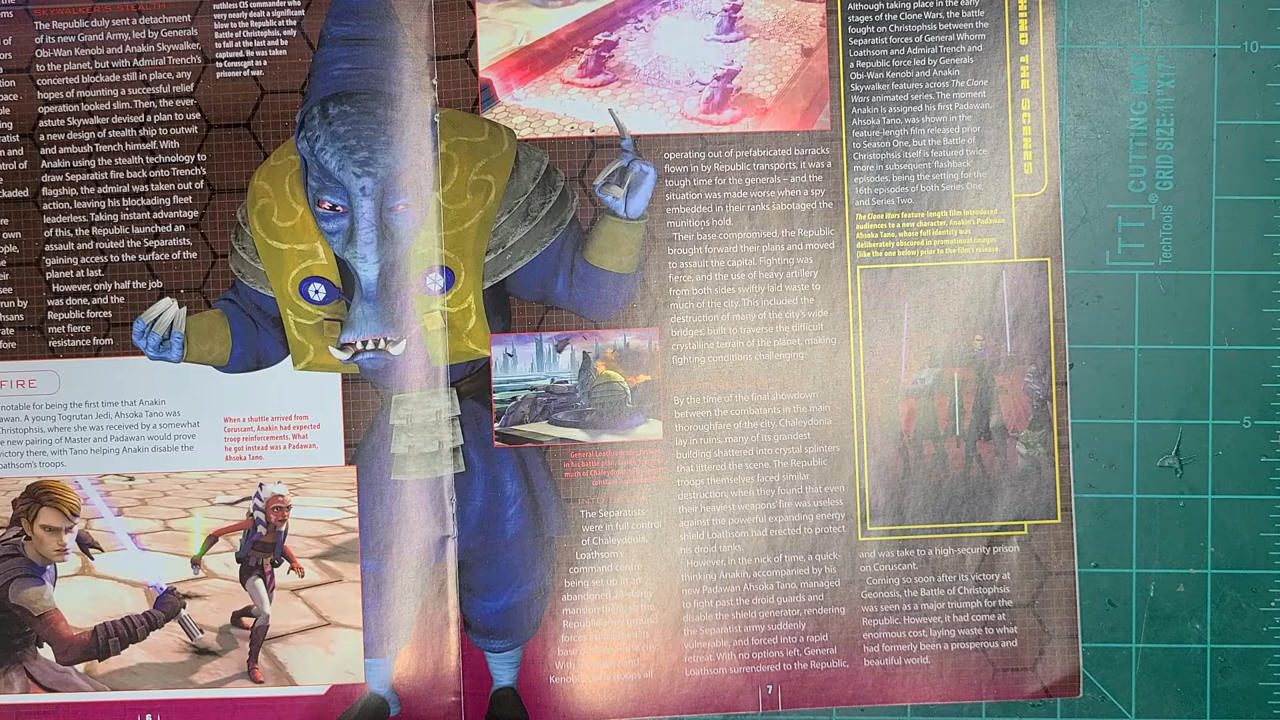 SKYWALKER'S STEALTH
The Republic duly sent a detachment
of its new Grand Army, led by Generals
Obi-Wan Kenobi and Anakin Skywalker,
to the planet, but with Admiral Trench's
concerted blockade still in place, any
hopes of mounting a successful relief
operation looked slim. Then, the ever-
astute Skywalker devised a plan to use
a new design of stealth ship to outwit
and ambush Trench himself. With
Anakin using the stealth technology to
draw Separatist fire back onto Trench's
flagship, the admiral was taken out of
action, leaving his blockading fleet
leaderless. Taking instant advantage
of this, the Republic launched an
assault and routed the Separatists,
gaining access to the surface of the
planet at last.
However, only half the job
was done, and the
Republic forces
met fierce
resistance from
ruthless CIS commander who
very nearly dealt a significant
blow to the Republic at the
Battle of Christophsis, only
to fall at the last and be
captured. He was taken
to Coruscant as a
prisoner of war.
FIRE
notable for being the first time that Anakin
A young Togrutan Jedi, Ahsoka Tano was
where she was received by a somewhat
new pairing of Master and Padawan would prove
victory there, with Tano helping Anakin disable the
troops.
When a shuttle arrived from
Coruscant, Anakin had expected
troop reinforcements. What
he got instead was a Padawan,
Ahsoka Tano.
6
General
in his battle
much of
INTO
The Separatists
were in full control
of Chaleydonia,
Loathsom's
command centre
being set up in an
abandoned
mansion
ground
forces
base
With
Kenobi troops all
operating out of prefabricated barracks
flown in by Republic transports, it was a
tough time for the generals – and the
situation was made worse when a spy
embedded in their ranks sabotaged the
munitions hold.
Their base compromised, the Republic
brought forward their plans and moved
to assault the capital. Fighting was
fierce, and the use of heavy artillery
from both sides swiftly laid waste to
much of the city. This included the
destruction of many of the city's wide
bridges, built to traverse the difficult
crystalline terrain of the planet, making
fighting conditions challenging.
By the time of the final showdown
between the combatants in the main
thoroughfare of the city, Chaleydonia
lay in ruins, many of its grandest
building shattered into crystal splinters
that littered the scene. The Republic
troops themselves faced similar
destruction, when they found that even
their heaviest weapons' fire was useless
against the powerful expanding energy
shield Loathsom had erected to protect
his droid tanks.
However, in the nick of time, a quick-
thinking Anakin, accompanied by his
new Padawan Ahsoka Tano, managed
to fight past the droid guards and
disable the shield generator, rendering
the Separatist army suddenly
vulnerable, and forced into a rapid
retreat. With no options left, General
Loathsom surrendered to the Republic,
7
Although taking place in the early
stages of the Clone Wars, the battle
fought on Christophsis between the
Separatist forces of General Whorm
Loathsom and Admiral Trench and
a Republic force led by Generals
Obi-Wan Kenobi and Anakin
Skywalker features across The Clone
Wars animated series. The moment
Anakin is assigned his first Padawan,
Ahsoka Tano, was shown in the
feature-length film released prior
to Season One, but the Battle of
Christophsis itself is featured twice
more in subsequent 'flashback'
episodes, being the setting for the
16th episodes of both Series One,
and Series Two.
The Clone Wars feature-length film introduced
audiences to a new character, Anakin's Padawan
Ahsoka Tano, whose full identity was
deliberately obscured in promotional images
(like the one below) prior to the film's release.
THE SCENES
and was take to a high-security prison
on Coruscant.
Coming so soon after its victory at
Geonosis, the Battle of Christophsis
was seen as a major triumph for the
Republic. However, it had come at
enormous cost, laying waste to what
had formerly been a prosperous and
beautiful world.
TT® CUTTING MAT
TechTools GRID SIZE: 11"X17"
10
5